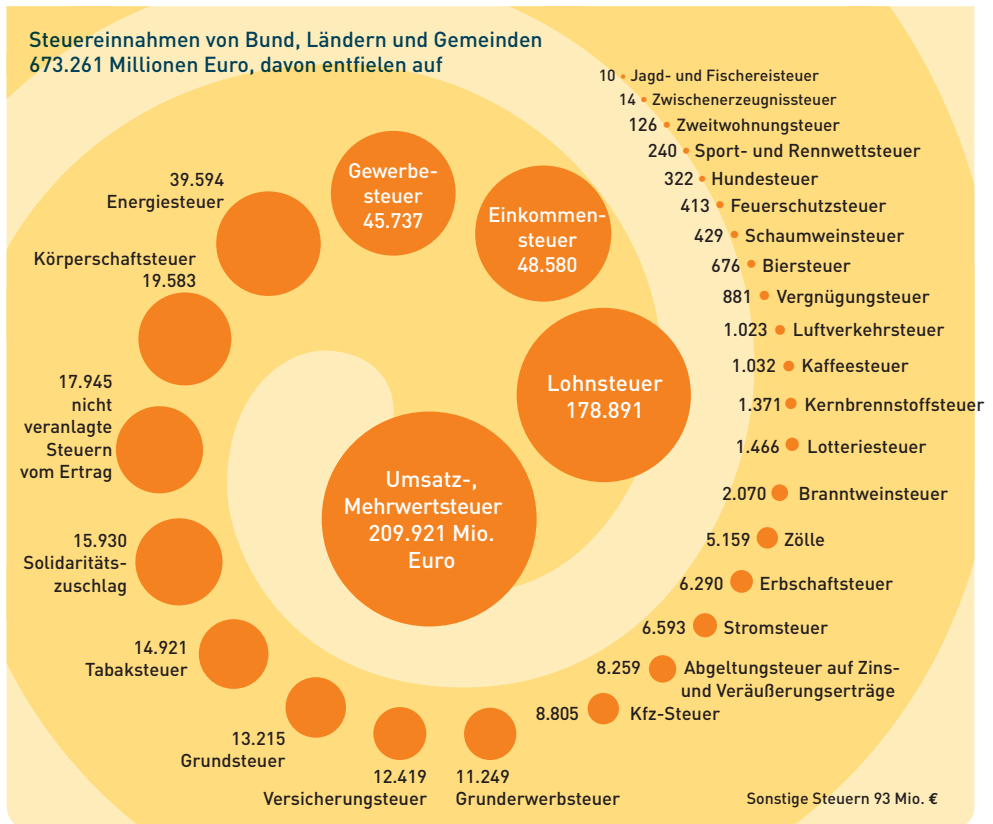 Steuereinnahmen von Bund, Ländern und Gemeinden
673.261 Millionen Euro, davon entfielen auf
Umsatz-,
Mehrwertsteuer
209.921 Mio.
Euro
Lohnsteuer
178.891
Einkommen-
steuer
48.580
Gewerbe-
steuer
45.737
39.594
Energiesteuer
Körperschaftsteuer
19.583
17.945
nicht
veranlagte
Steuern
vom Ertrag
15.930
Solidaritäts-
zuschlag
14.921
Tabaksteuer
13.215
Grundsteuer
12.419
Versicherungsteuer
11.249
Grunderwerbsteuer
8.805 Kfz-Steuer
8.259 Abgeltungsteuer auf Zins-
und Veräußerungserträge
6.593 Stromsteuer
6.290 Erbschaftsteuer
5.159 Zölle
2.070 Branntweinsteuer
1.466 Lotteriesteuer
1.371 Kernbrennstoffsteuer
1.032 Kaffeesteuer
1.023 Luftverkehrsteuer
881 Vergnügungsteuer
676 Biersteuer
429 Schaumweinsteuer
413 Feuerschutzsteuer
322 Hundesteuer
240 Sport- und Rennwettsteuer
126 Zweitwohnungsteuer
14 Zwischenerzeugnissteuer
10 Jagd- und Fischereisteuer
Sonstige Steuern 93 Mio. €